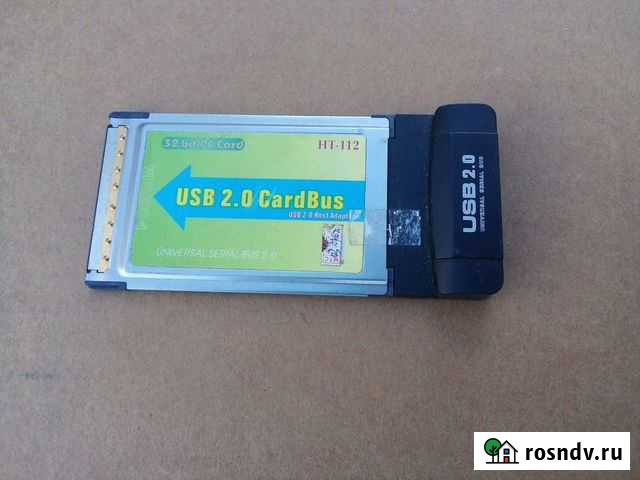 32 bit PC Card
HT-112
USB 2.0 CardBus
USB 2.0 Host Adapter
UNIVERSAL SERIAL BUS 2.0
USB 2.0
UNIVERSAL SERIAL BUS
rosndv.ru